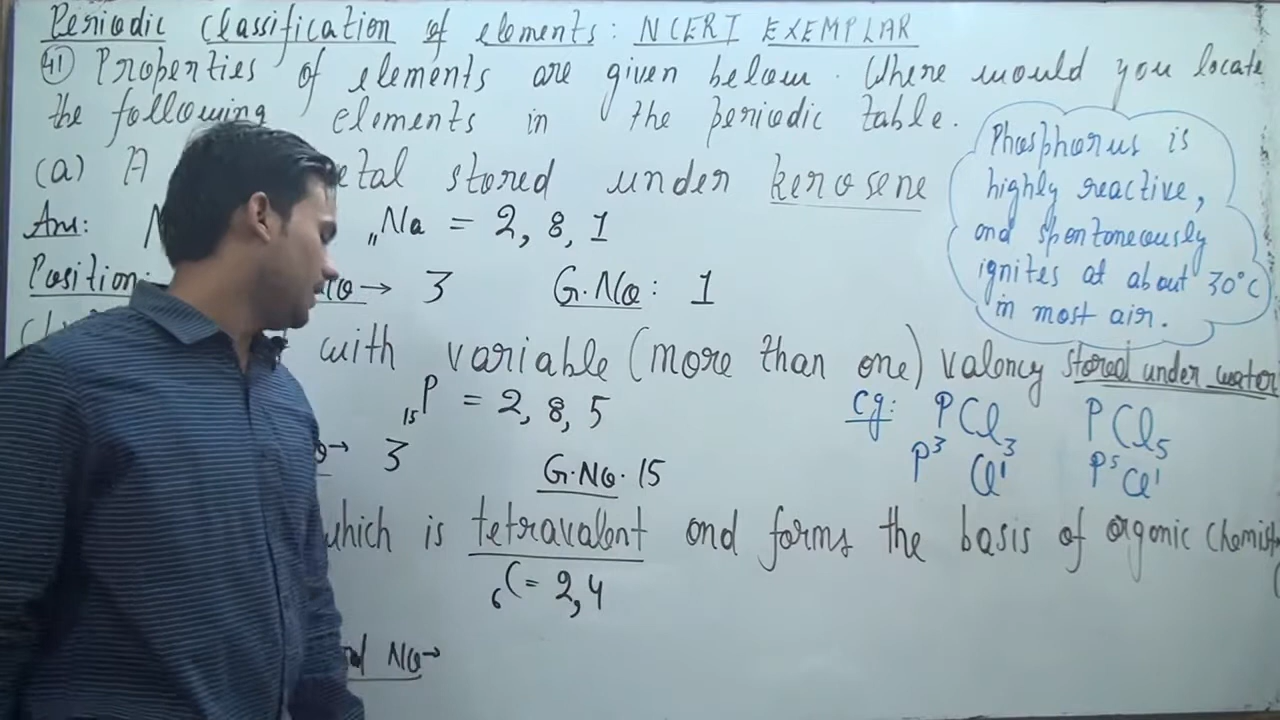 Periodic Classification of elements: NCERT EXEMPLAR
41 Properties of elements are given below. Where would you locate
the following elements in the periodic table.
(a) A etal stored under kerosene
Ans: N 11Na = 2, 8, 1
Position: → 3 G.No: 1
with variable (more than one) valency stored under water
15P = 2, 8, 5
→ 3 G.No. 15
which is tetravalent and forms the basis of organic Chemist
6C = 2,4
No→
Phosphorus is
highly reactive,
and spontaneously
ignites at about 30°C
in most air.
eg: PCl3 PCl5
P3 Cl1 P5 Cl1